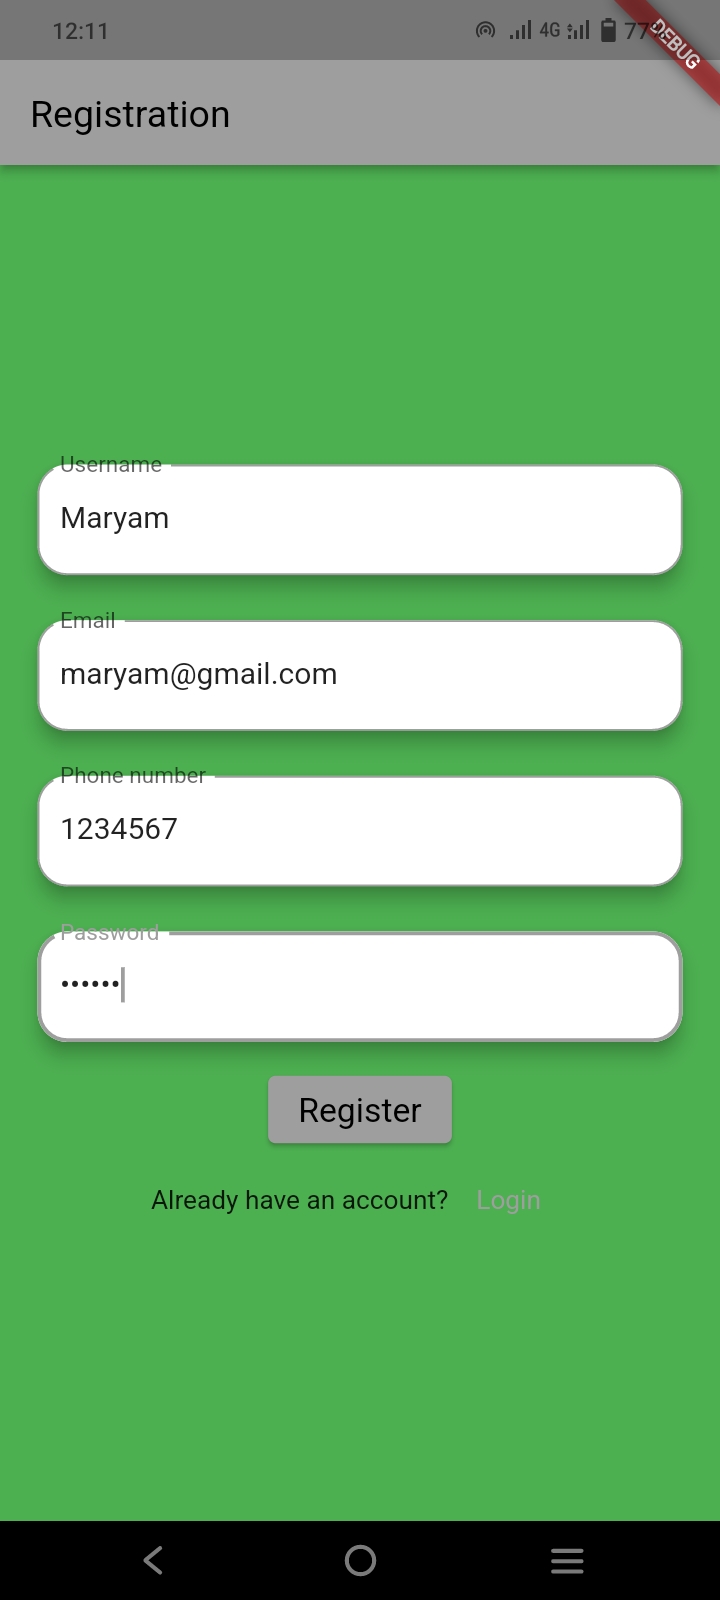 12:11 4G 77%
DEBUG
Registration
Username
Maryam
Email
maryam@gmail.com
Phone number
1234567
Password
••••••
Register
Already have an account? Login